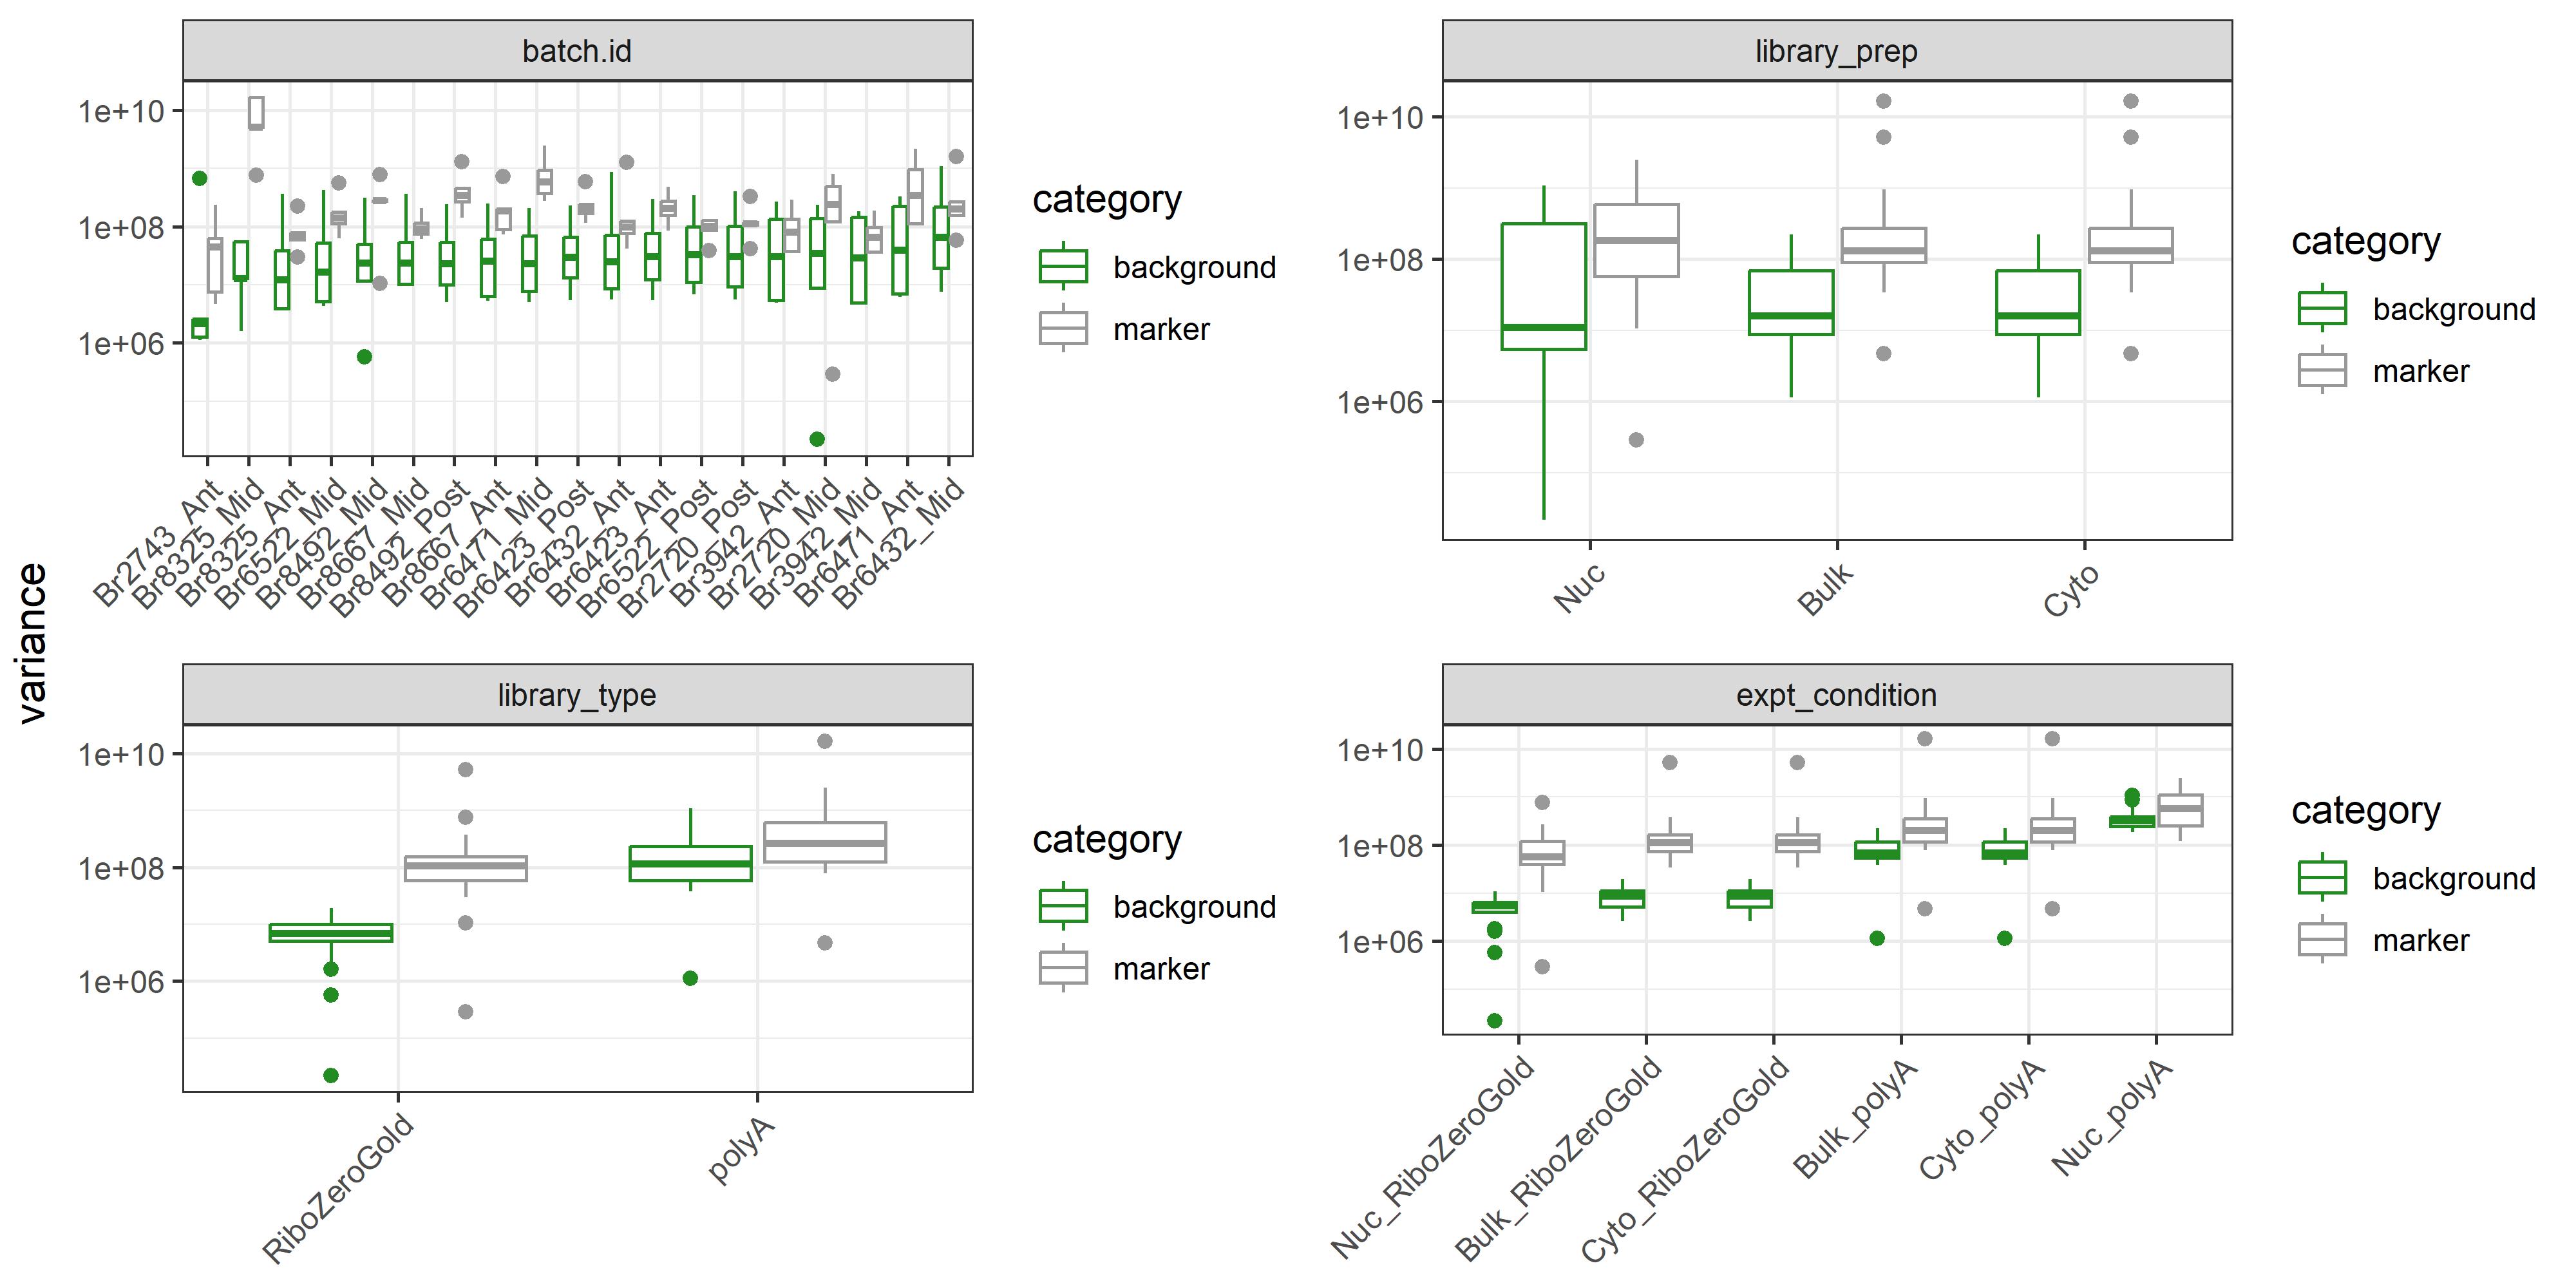 variance
batch.id
1e+10
1e+08
1e+06
Br2743_Ant
Br8325_Mid
Br8325_Ant
Br6522_Mid
Br8492_Mid
Br8667_Mid
Br8492_Post
Br8667_Ant
Br6471_Mid
Br6423_Post
Br6432_Ant
Br6423_Ant
Br6522_Post
Br2720_Post
Br3942_Ant
Br2720_Mid
Br3942_Mid
Br6471_Ant
Br6432_Mid
category
background
marker
library_prep
1e+10
1e+08
1e+06
Nuc
Bulk
Cyto
category
background
marker
library_type
1e+10
1e+08
1e+06
RiboZeroGold
polyA
category
background
marker
expt_condition
1e+10
1e+08
1e+06
Nuc_RiboZeroGold
Bulk_RiboZeroGold
Cyto_RiboZeroGold
Bulk_polyA
Cyto_polyA
Nuc_polyA
category
background
marker